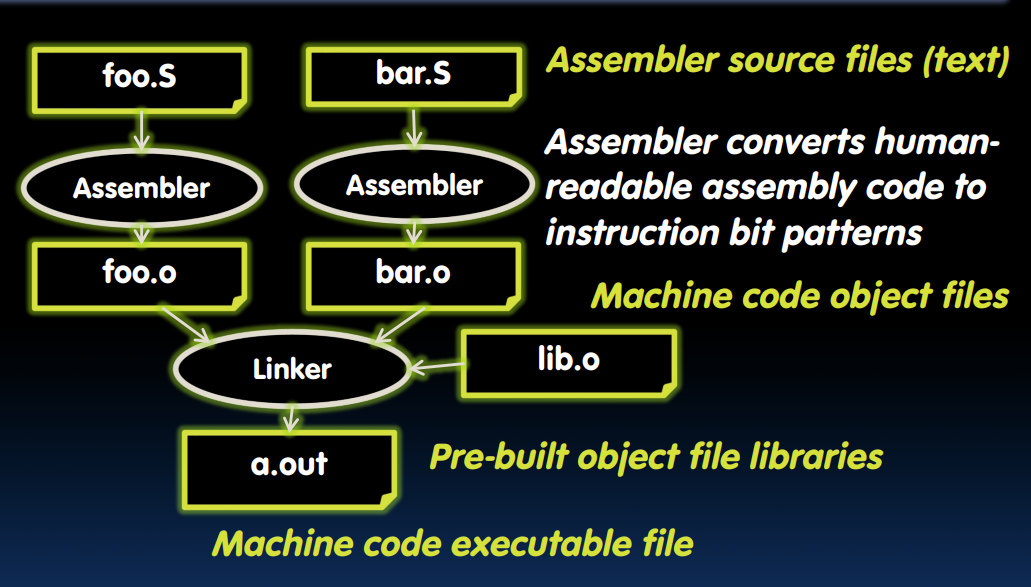 foo.S
bar.S
Assembler source files (text)
Assembler
Assembler
Assembler converts human-
readable assembly code to
instruction bit patterns
foo.o
bar.o
Machine code object files
Linker
lib.o
a.out
Pre-built object file libraries
Machine code executable file